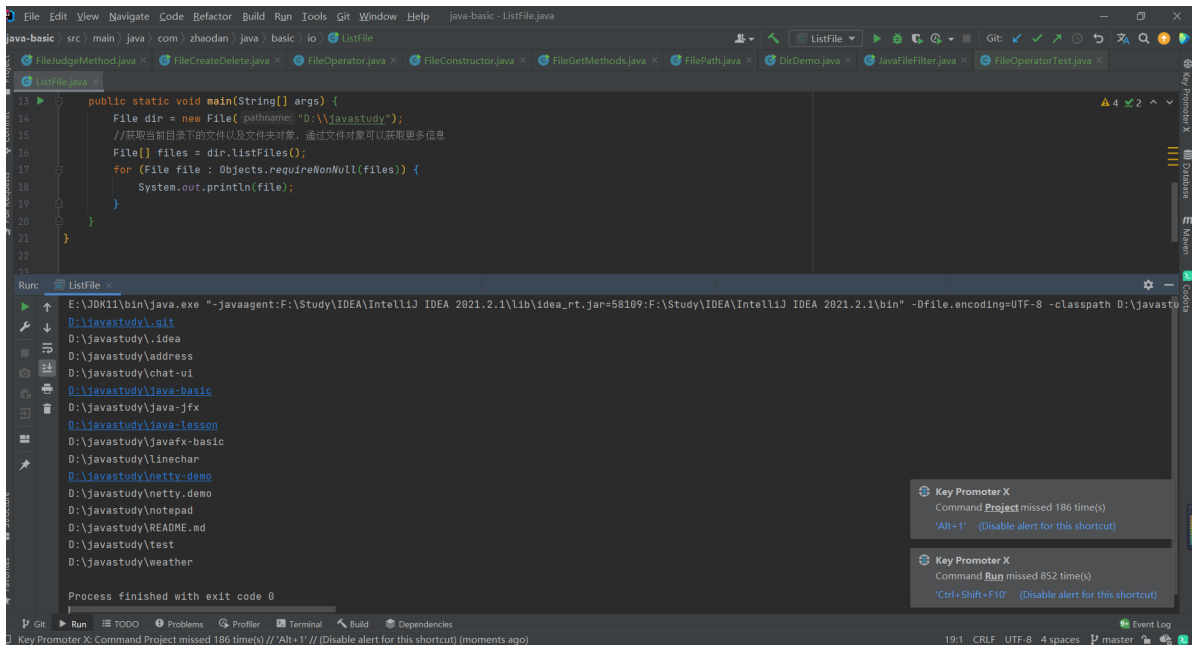 File Edit View Navigate Code Refactor Build Run Tools Git Window Help java-basic - ListFile.java
java-basic src main java com zhaodan java basic io ListFile ListFile Git:
FileJudgeMethod.java FileCreateDelete.java FileOperator.java FileConstructor.java FileGetMethods.java FilePath.java DirDemo.java JavaFileFilter.java FileOperatorTest.java
ListFile.java
13 public static void main(String[] args) { 4 2
14 File dir = new File( pathname: "D:\\javastudy");
15 //获取当前目录下的文件以及文件夹对象，通过文件对象可以获取更多信息
16 File[] files = dir.listFiles();
17 for (File file : Objects.requireNonNull(files)) {
18 System.out.println(file);
19 }
20 }
21 }
22
23
Key Promoter X
Database
Maven
Codota
Run: ListFile
E:\JDK11\bin\java.exe "-javaagent:F:\Study\IDEA\IntelliJ IDEA 2021.2.1\lib\idea_rt.jar=58109:F:\Study\IDEA\IntelliJ IDEA 2021.2.1\bin" -Dfile.encoding=UTF-8 -classpath D:\javastu
D:\javastudy\.git
D:\javastudy\.idea
D:\javastudy\address
D:\javastudy\chat-ui
D:\javastudy\java-basic
D:\javastudy\java-jfx
D:\javastudy\java-lesson
D:\javastudy\javafx-basic
D:\javastudy\linechar
D:\javastudy\netty-demo
D:\javastudy\netty.demo
D:\javastudy\notepad
D:\javastudy\README.md
D:\javastudy\test
D:\javastudy\weather
Process finished with exit code 0
Key Promoter X
Command Project missed 186 time(s)
'Alt+1' (Disable alert for this shortcut)
Key Promoter X
Command Run missed 852 time(s)
'Ctrl+Shift+F10' (Disable alert for this shortcut)
Git Run TODO Problems Profiler Terminal Build Dependencies Event Log
Key Promoter X: Command Project missed 186 time(s) // 'Alt+1' // (Disable alert for this shortcut) (moments ago) 19:1 CRLF UTF-8 4 spaces master